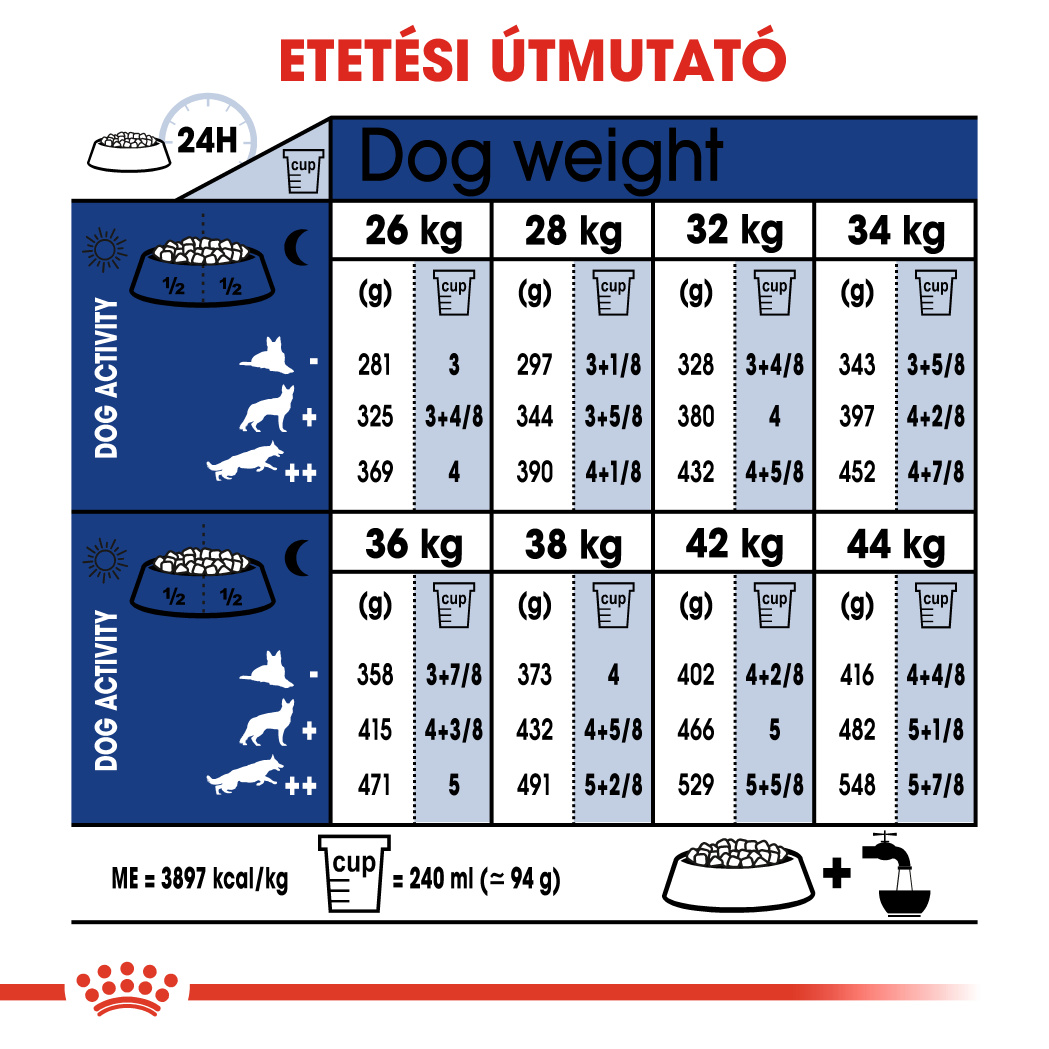 ETETÉSI ÚTMUTATÓ
24H
cup
Dog weight
26 kg 28 kg 32 kg 34 kg
½ ½
(g) cup (g) cup (g) cup (g) cup
DOG ACTIVITY
- 281 3 297 3+1/8 328 3+4/8 343 3+5/8
+ 325 3+4/8 344 3+5/8 380 4 397 4+2/8
++ 369 4 390 4+1/8 432 4+5/8 452 4+7/8
36 kg 38 kg 42 kg 44 kg
½ ½
(g) cup (g) cup (g) cup (g) cup
DOG ACTIVITY
- 358 3+7/8 373 4 402 4+2/8 416 4+4/8
+ 415 4+3/8 432 4+5/8 466 5 482 5+1/8
++ 471 5 491 5+2/8 529 5+5/8 548 5+7/8
ME = 3897 kcal/kg cup = 240 ml (≃ 94 g) +